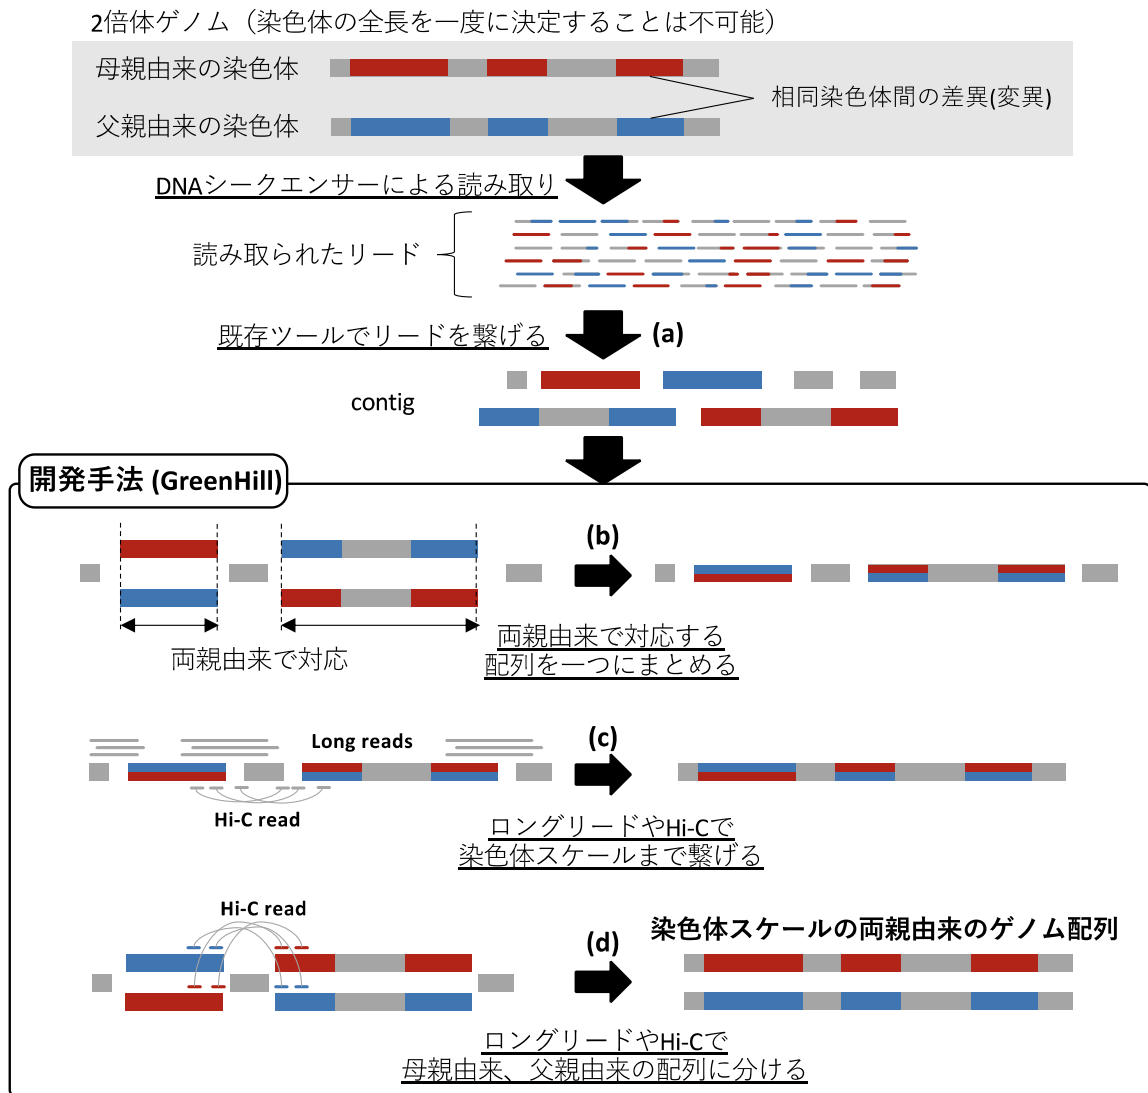 2倍体ゲノム（染色体の全長を一度に決定することは不可能）
母親由来の染色体
父親由来の染色体
相同染色体間の差異(変異)
DNAシークエンサーによる読み取り
読み取られたリード
既存ツールでリードを繋げる
(a)
contig
開発手法 (GreenHill)
(b)
両親由来で対応
両親由来で対応する
配列を一つにまとめる
Long reads
(c)
Hi-C read
ロングリードやHi-Cで
染色体スケールまで繋げる
Hi-C read
(d)
染色体スケールの両親由来のゲノム配列
ロングリードやHi-Cで
母親由来、父親由来の配列に分ける